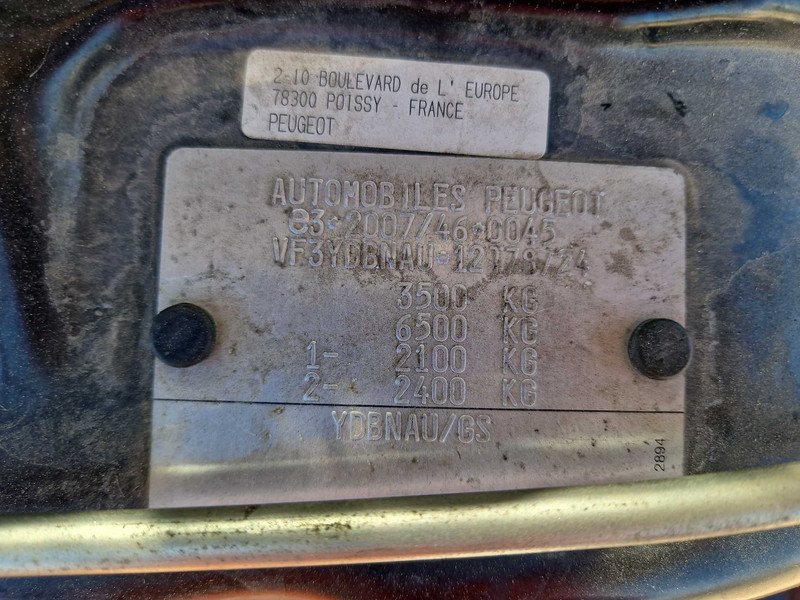 2-10 BOULEVARD de L' EUROPE
78300 POISSY - FRANCE
PEUGEOT
AUTOMOBILES PEUGEOT
e3*2007/46*0045
3500 KG
6500 KG
1- 2100 KG
2- 2400 KG
YDBNAU/GS
2894